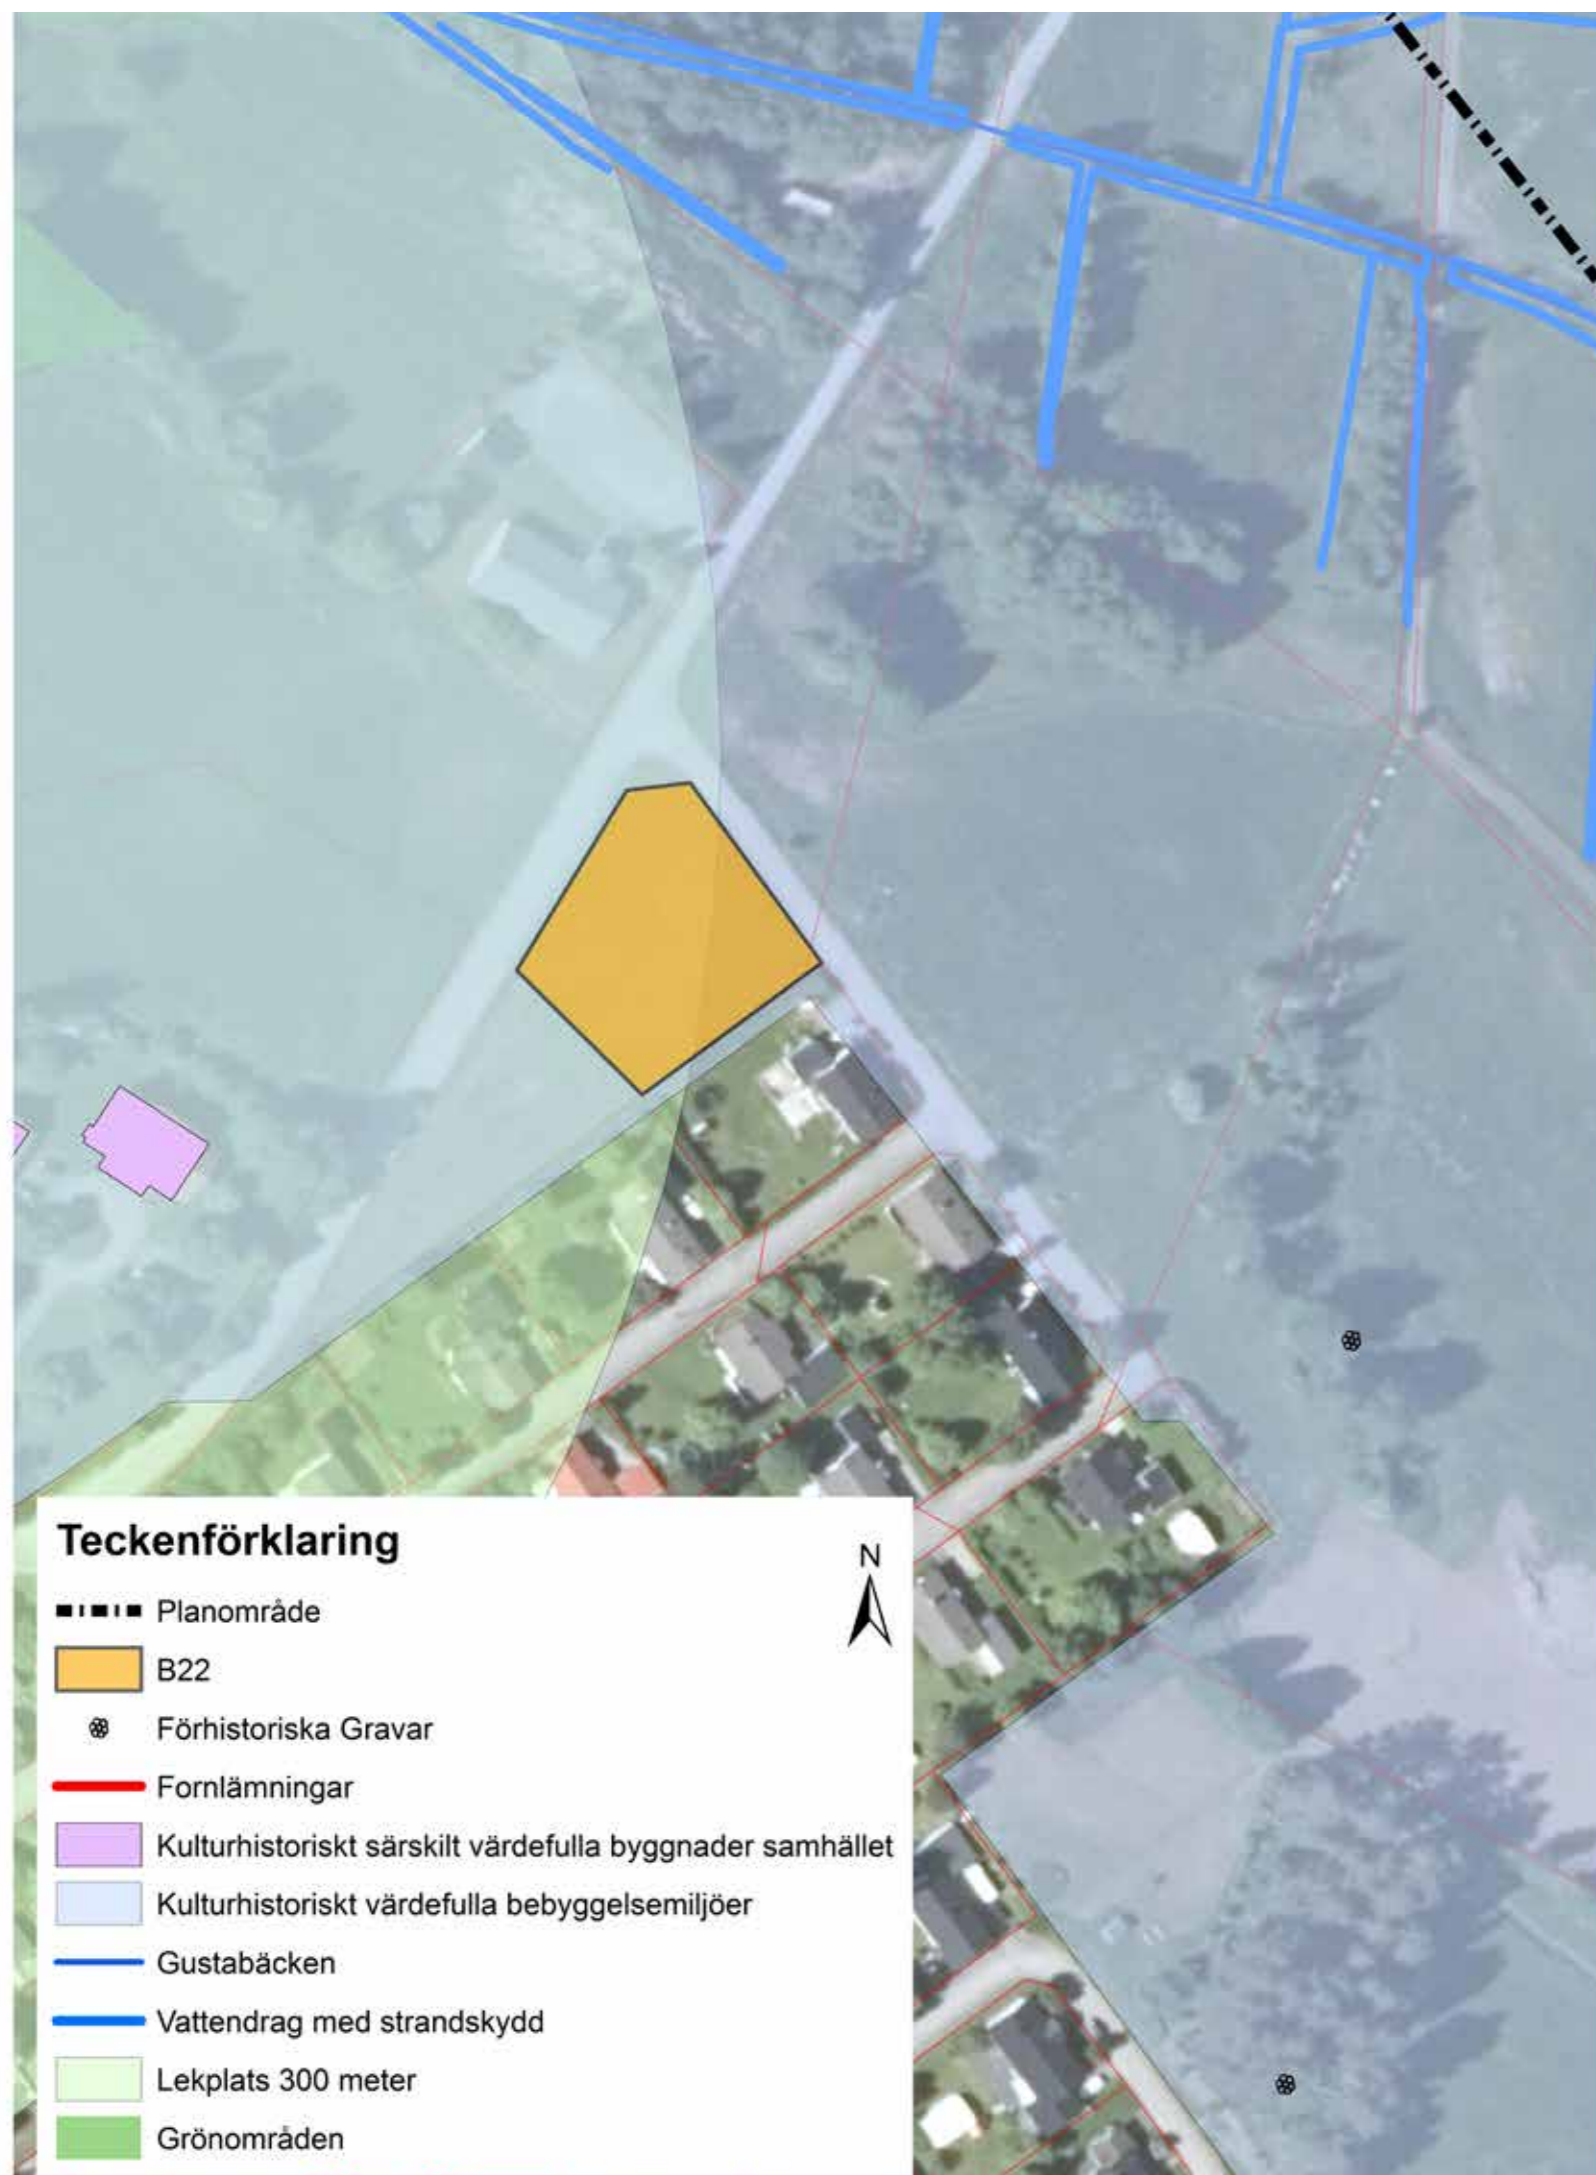 Teckenförklaring
N
Planområde
B22
Förhistoriska Gravar
Fornlämningar
Kulturhistoriskt särskilt värdefulla byggnader samhället
Kulturhistoriskt värdefulla bebyggelsemiljöer
Gustabäcken
Vattendrag med strandskydd
Lekplats 300 meter
Grönområden